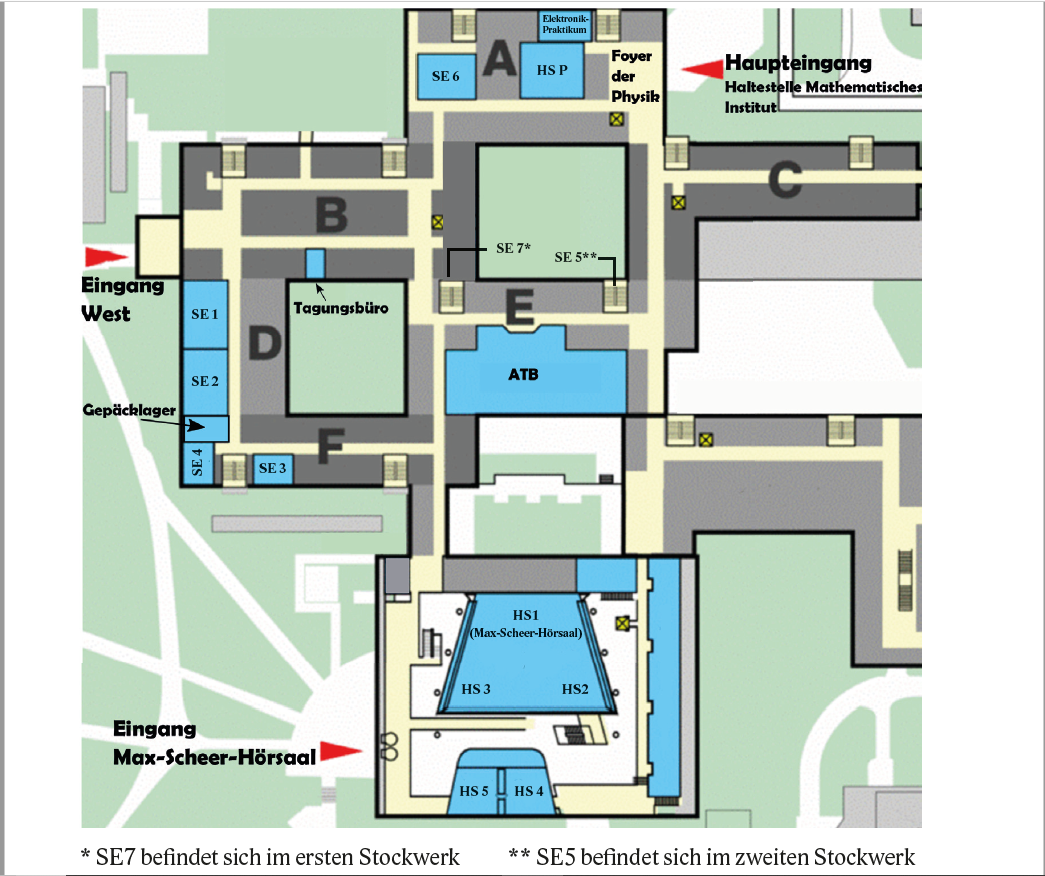 Elektronik-
Praktikum
A
SE 6
HS P
Foyer
der
Physik
Haupteingang
Haltestelle Mathematisches
Institut
C
B
SE 7*
SE 5**
Eingang
West
Tagungsbüro
E
SE 1
D
SE 2
ATB
Gepäcklager
F
SE 4
SE 3
HS1
(Max-Scheer-Hörsaal)
HS 3
HS2
Eingang
Max-Scheer-Hörsaal
HS 5
HS 4
* SE7 befindet sich im ersten Stockwerk
** SE5 befindet sich im zweiten Stockwerk